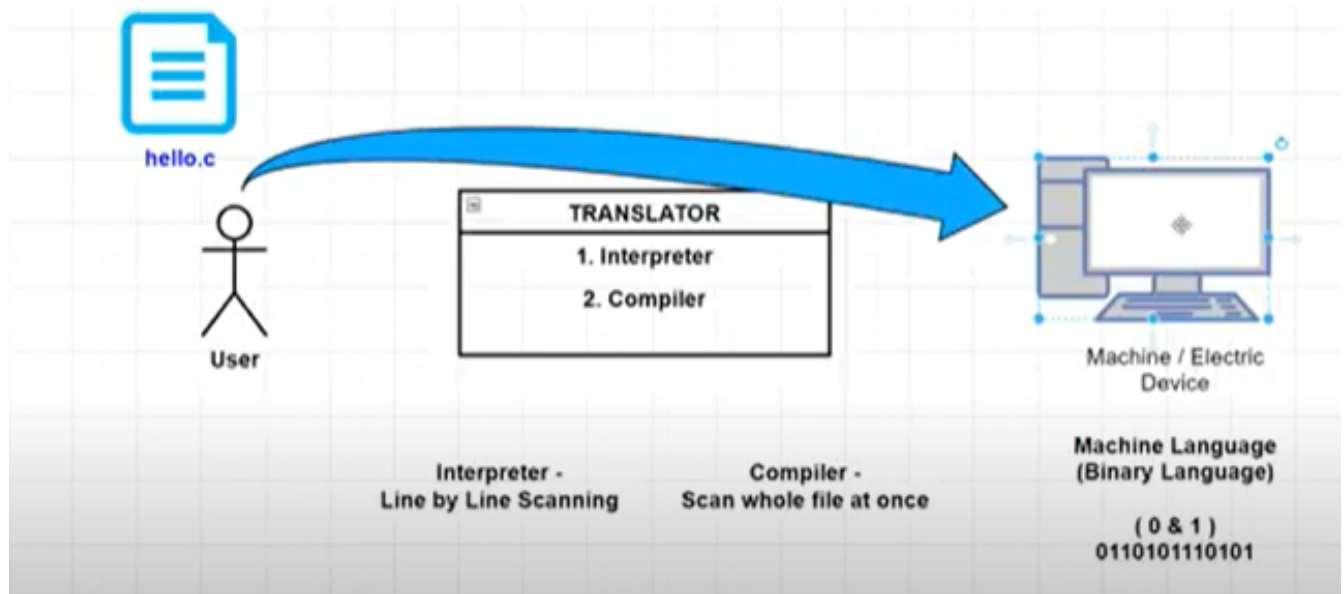 hello.c
TRANSLATOR
1. Interpreter
2. Compiler
User
Machine / Electric
Device
Interpreter -
Line by Line Scanning
Compiler -
Scan whole file at once
Machine Language
(Binary Language)
( 0 & 1 )
0110101110101